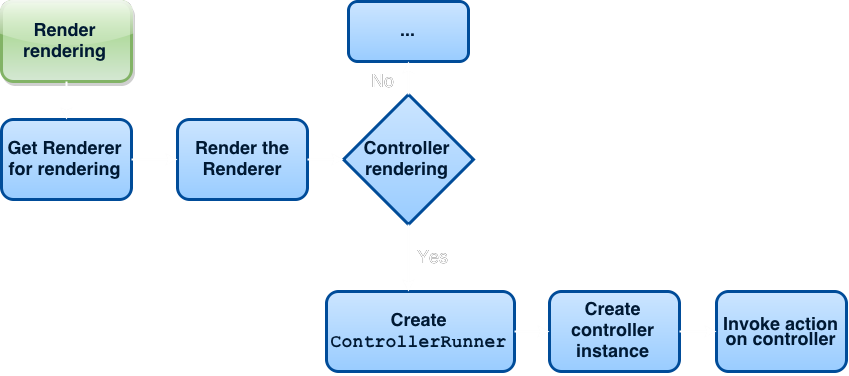 Render
rendering
...
No
Get Renderer
for rendering
Render the
Renderer
Controller
rendering
Yes
Create
ControllerRunner
Create
controller
instance
Invoke action
on controller